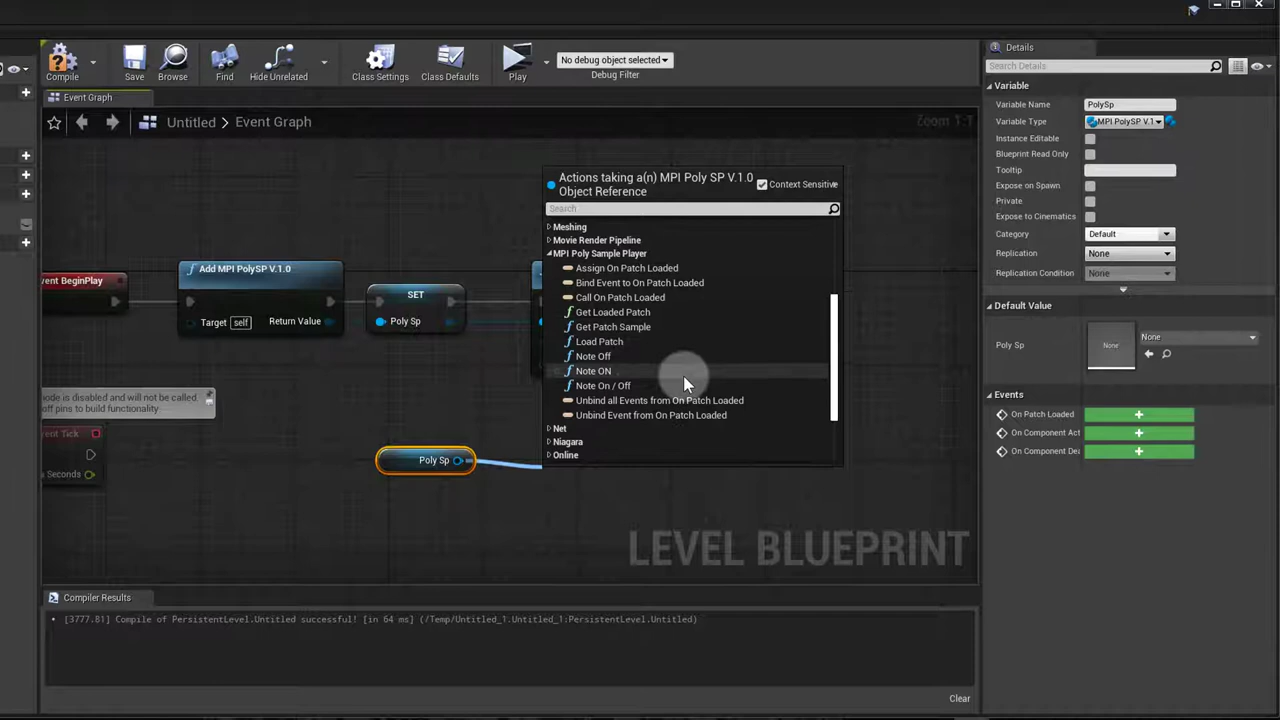 Compile
Save
Browse
Find
Hide Unrelated
Class Settings
Class Defaults
Play
No debug object selected
Debug Filter
Event Graph
Untitled > Event Graph
Zoom 1:1
vent BeginPlay
Add MPI PolySP V.1.0
Target self
Return Value
SET
Poly Sp
node is disabled and will not be called.
off pins to build functionality
vent Tick
a Seconds
Poly Sp
Actions taking a(n) MPI Poly SP V.1.0
Object Reference
Context Sensitive
Search
Meshing
Movie Render Pipeline
MPI Poly Sample Player
Assign On Patch Loaded
Bind Event to On Patch Loaded
Call On Patch Loaded
Get Loaded Patch
Get Patch Sample
Load Patch
Note Off
Note ON
Note On / Off
Unbind all Events from On Patch Loaded
Unbind Event from On Patch Loaded
Net
Niagara
Online
LEVEL BLUEPRINT
Compiler Results
[3777.81] Compile of PersistentLevel.Untitled successful! [in 64 ms] (/Temp/Untitled_1.Untitled_1:PersistentLevel.Untitled)
Clear
Details
Search Details
Variable
Variable Name PolySp
Variable Type MPI PolySP V.1
Instance Editable
Blueprint Read Only
Tooltip
Expose on Spawn
Private
Expose to Cinematics
Category Default
Replication None
Replication Condition None
Default Value
Poly Sp None None
Events
On Patch Loaded
On Component Act
On Component Dea